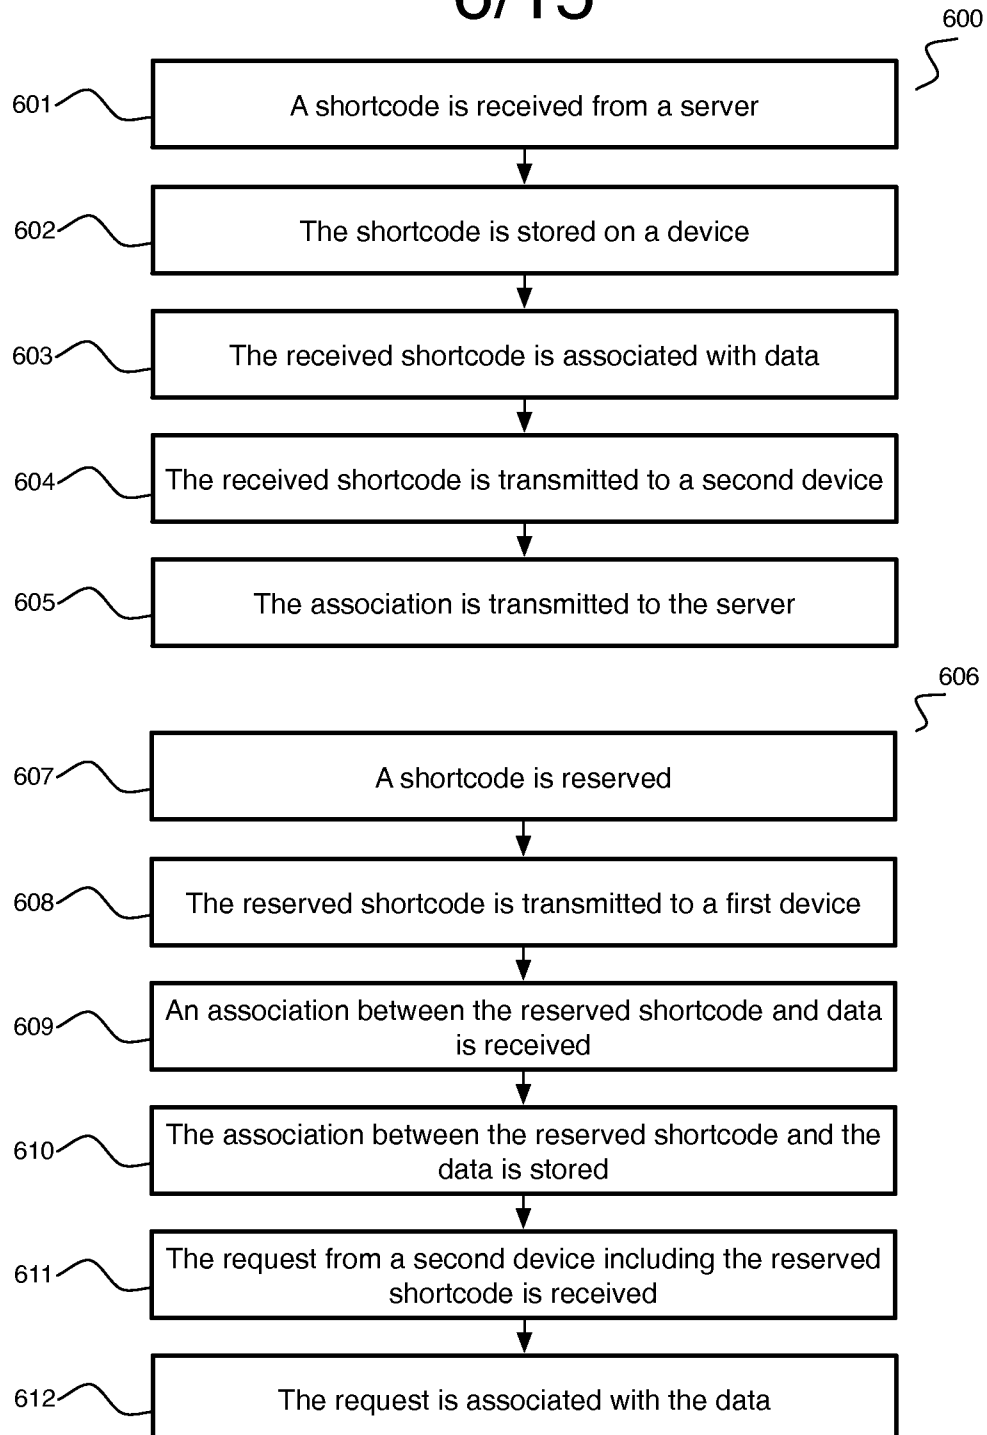 6/15
600
601
A shortcode is received from a server
602
The shortcode is stored on a device
603
The received shortcode is associated with data
604
The received shortcode is transmitted to a second device
605
The association is transmitted to the server
606
607
A shortcode is reserved
608
The reserved shortcode is transmitted to a first device
609
An association between the reserved shortcode and data
is received
610
The association between the reserved shortcode and the
data is stored
611
The request from a second device including the reserved
shortcode is received
612
The request is associated with the data